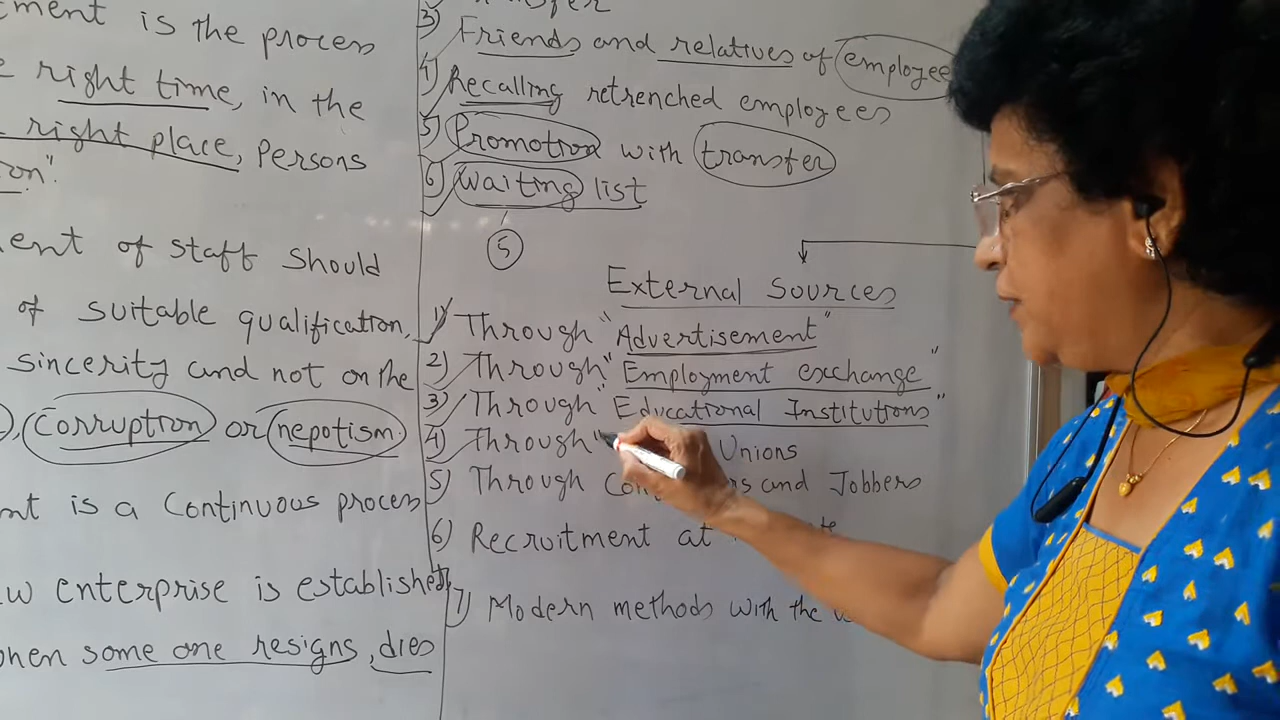 is the process
right time, in the
right place, Persons
on".
of staff should
of suitable qualification,
sincerity and not on the
Corruption or nepotism
is a Continuous process
enterprise is established,
some one resigns, dies
3) Friends and relatives of employee
4) Recalling retrenched employees
5) Promotion with transfer
6) Waiting list
5
External Sources
1) Through "Advertisement"
2) Through "Employment exchange"
3) Through "Educational Institutions"
4) Through " Unions
5) Through and Jobbers
6) Recruitment at
7) Modern methods with the